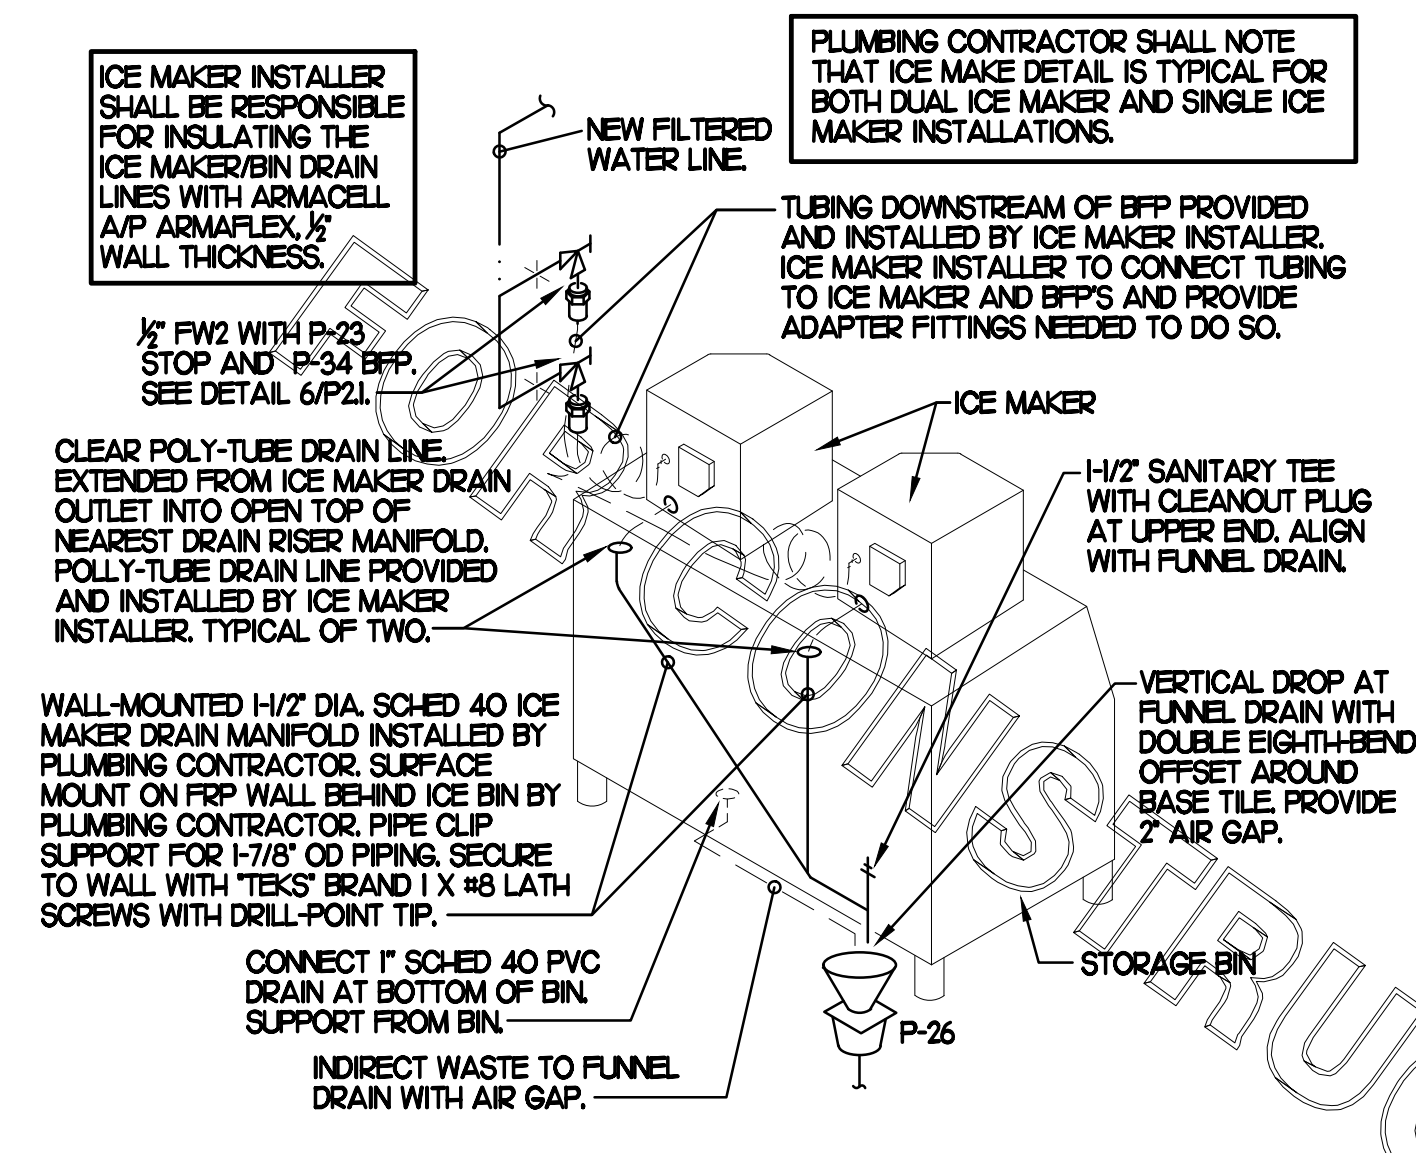 PLUMBING CONTRACTOR SHALL NOTE
THAT ICE MAKE DETAIL IS TYPICAL FOR
BOTH DUAL ICE MAKER AND SINGLE ICE
MAKER INSTALLATIONS.
ICE MAKER INSTALLER
SHALL BE RESPONSIBLE
FOR INSULATING THE
ICE MAKER/BIN DRAIN
LINES WITH ARMACELL
A/P ARMAFLEX, ½"
WALL THICKNESS.
NEW FILTERED
WATER LINE.
TUBING DOWNSTREAM OF BFP PROVIDED
AND INSTALLED BY ICE MAKER INSTALLER.
ICE MAKER INSTALLER TO CONNECT TUBING
TO ICE MAKER AND BFP'S AND PROVIDE
ADAPTER FITTINGS NEEDED TO DO SO.
½" FW2 WITH P-23
STOP AND P-34 BFP.
SEE DETAIL 6/P2.1.
ICE MAKER
CLEAR POLY-TUBE DRAIN LINE.
EXTENDED FROM ICE MAKER DRAIN
OUTLET INTO OPEN TOP OF
NEAREST DRAIN RISER MANIFOLD.
POLLY-TUBE DRAIN LINE PROVIDED
AND INSTALLED BY ICE MAKER
INSTALLER. TYPICAL OF TWO.
1-1/2" SANITARY TEE
WITH CLEANOUT PLUG
AT UPPER END. ALIGN
WITH FUNNEL DRAIN.
WALL-MOUNTED 1-1/2" DIA. SCHED 40 ICE
MAKER DRAIN MANIFOLD INSTALLED BY
PLUMBING CONTRACTOR. SURFACE
MOUNT ON FRP WALL BEHIND ICE BIN BY
PLUMBING CONTRACTOR. PIPE CLIP
SUPPORT FOR 1-7/8" OD PIPING. SECURE
TO WALL WITH "TEKS" BRAND 1 X #8 LATH
SCREWS WITH DRILL-POINT TIP.
VERTICAL DROP AT
FUNNEL DRAIN WITH
DOUBLE EIGHTH-BEND
OFFSET AROUND
BASE TILE. PROVIDE
2" AIR GAP.
CONNECT 1" SCHED 40 PVC
DRAIN AT BOTTOM OF BIN.
SUPPORT FROM BIN.
STORAGE BIN
P-26
INDIRECT WASTE TO FUNNEL
DRAIN WITH AIR GAP.
FOR CONSTRUC